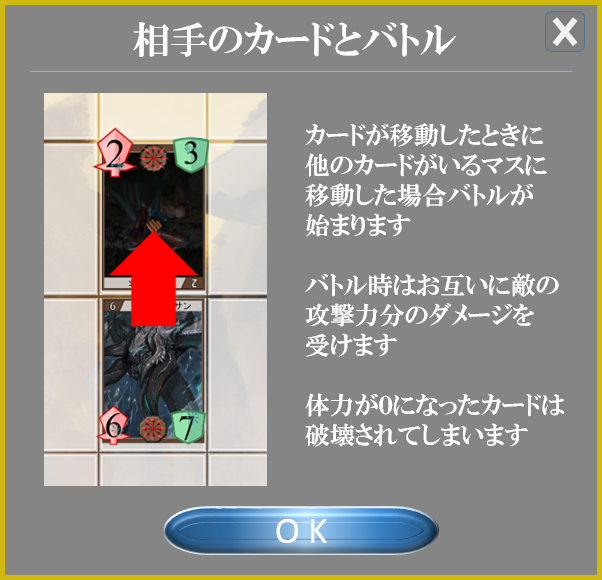 相手のカードとバトル
X
カードが移動したときに
他のカードがいるマスに
移動した場合バトルが
始まります
バトル時はお互いに敵の
攻撃力分のダメージを
受けます
体力が0になったカードは
破壊されてしまいます
2 3
2
6 サン
6 7
OK